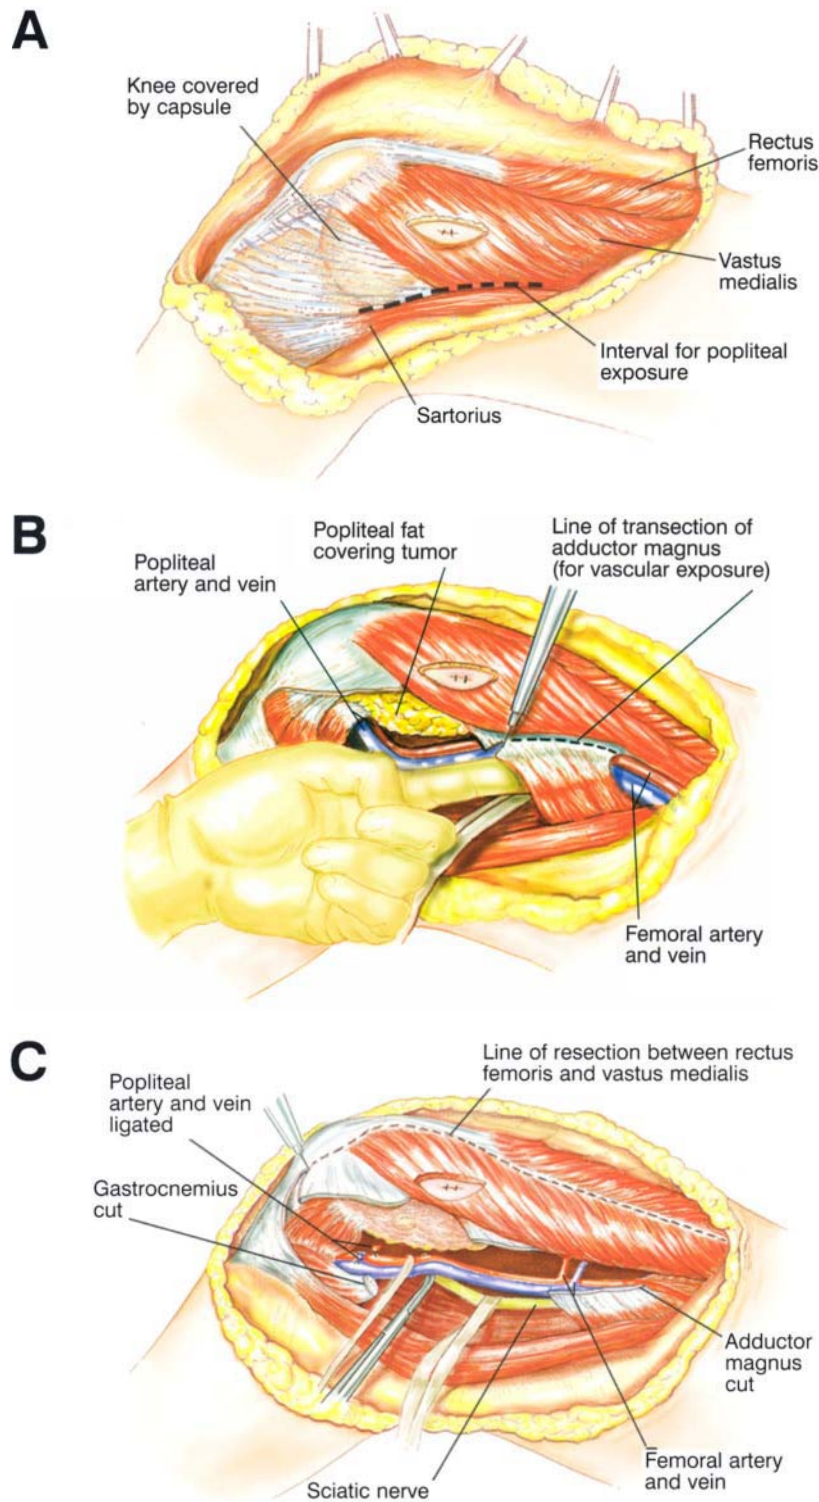 A
Knee covered
by capsule
Rectus
femoris
Vastus
medialis
Interval for popliteal
exposure
Sartorius
B
Popliteal fat
covering tumor
Line of transection of
adductor magnus
(for vascular exposure)
Popliteal
artery and vein
Femoral artery
and vein
C
Line of resection between rectus
femoris and vastus medialis
Popliteal
artery and vein
ligated
Gastrocnemius
cut
Adductor
magnus
cut
Femoral artery
and vein
Sciatic nerve